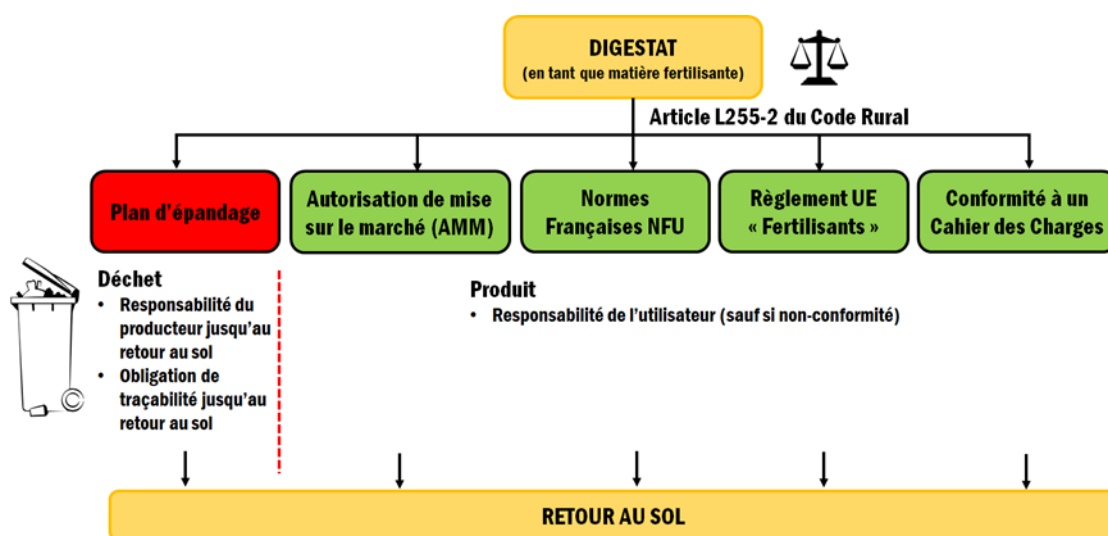 DIGESTAT
(en tant que matière fertilisante)
Article L255-2 du Code Rural
Plan d'épandage
Autorisation de mise
sur le marché (AMM)
Normes
Françaises NFU
Règlement UE
« Fertilisants »
Conformité à un
Cahier des Charges
Déchet
• Responsabilité du
producteur jusqu'au
retour au sol
• Obligation de
traçabilité jusqu'au
retour au sol
Produit
• Responsabilité de l'utilisateur (sauf si non-conformité)
RETOUR AU SOL